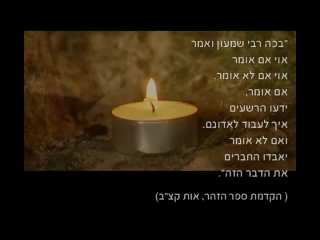 "בכה רבי שמעון ואמר
אוי אם אומר
אוי אם לא אומר.
אם אומר,
ידעו הרשעים
איך לעבוד לאדונם.
ואם לא אומר
יאבדו החברים
את הדבר הזה".
( הקדמת ספר הזהר, אות קצ"ב)